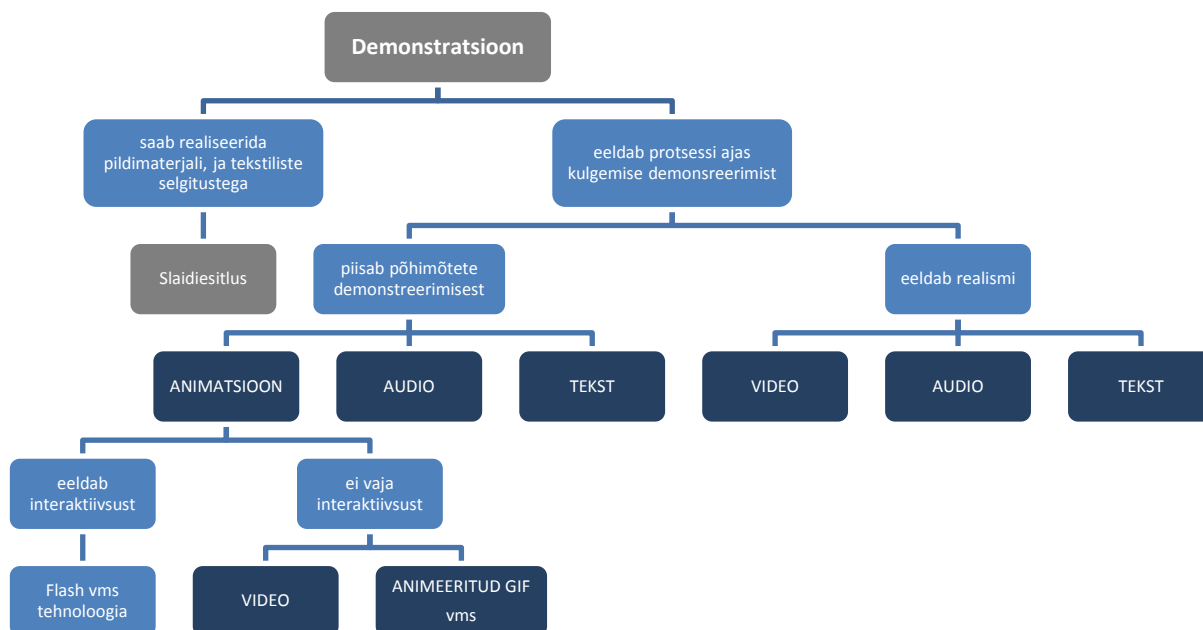 Demonstratsioon
saab realiseerida
pildimaterjali, ja tekstiliste
selgitustega
eeldab protsessi ajas
kulgemise demonsreerimist
Slaidiesitlus
piisab põhimõtete
demonstreerimisest
eeldab realismi
ANIMATSIOON
AUDIO
TEKST
VIDEO
AUDIO
TEKST
eeldab
interaktiivsust
ei vaja
interaktiivsust
Flash vms
tehnoloogia
VIDEO
ANIMEERITUD GIF
vms